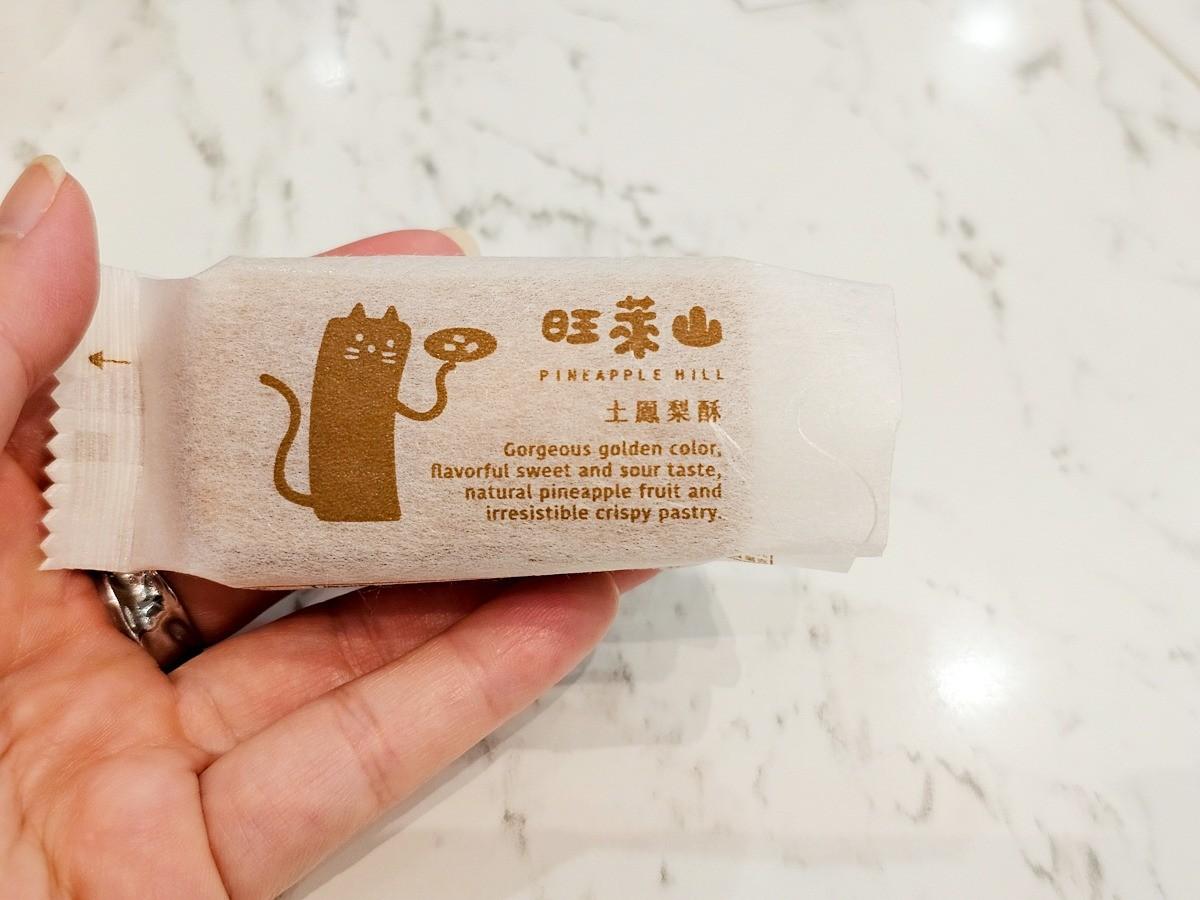 旺萊山
PINEAPPLE HILL
土鳳梨酥
Gorgeous golden color,
flavorful sweet and sour taste,
natural pineapple fruit and
irresistible crispy pastry.